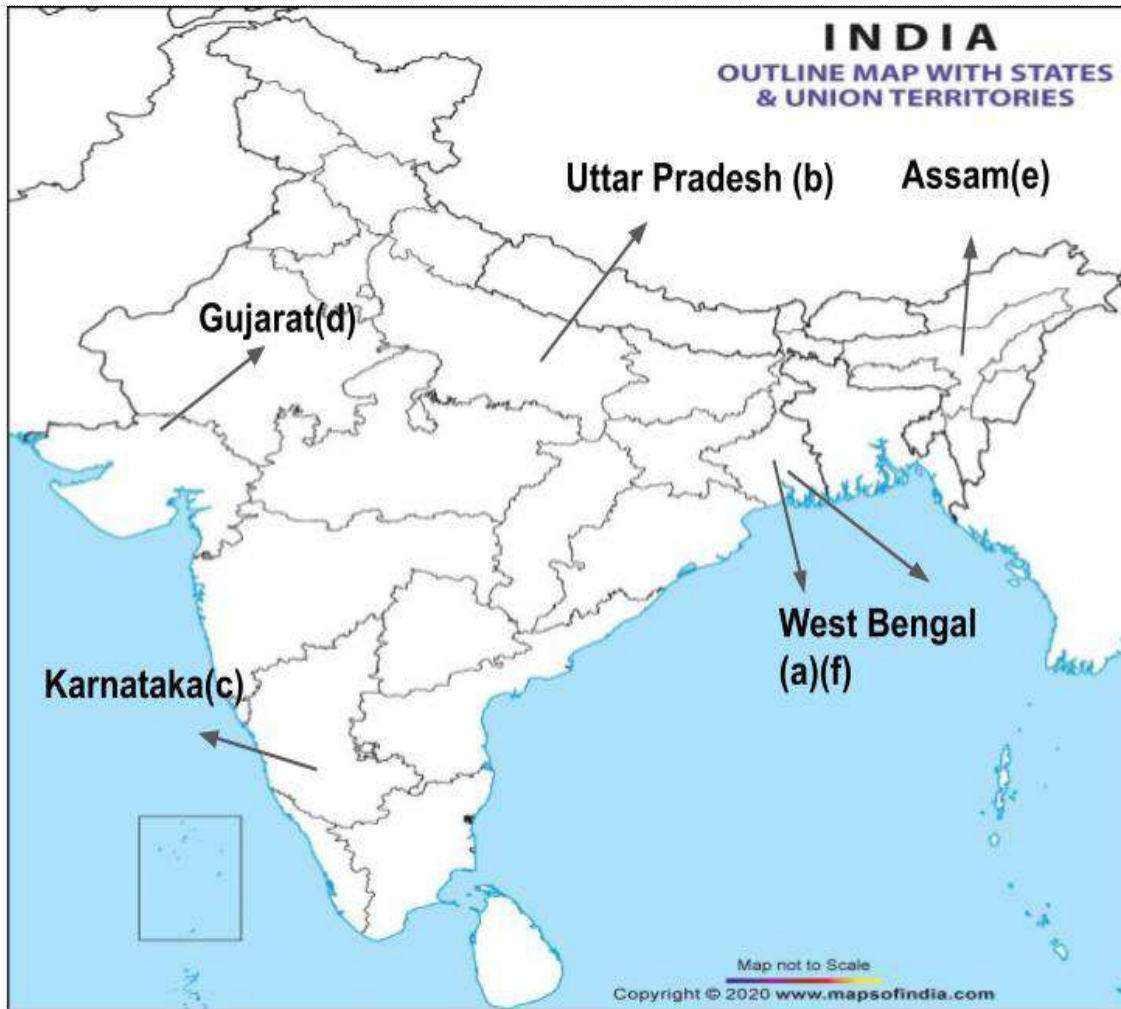 INDIA
OUTLINE MAP WITH STATES
& UNION TERRITORIES
Uttar Pradesh (b)
Assam(e)
Gujarat(d)
West Bengal
(a)(f)
Karnataka(c)
Map not to Scale
Copyright © 2020 www.mapsofindia.com